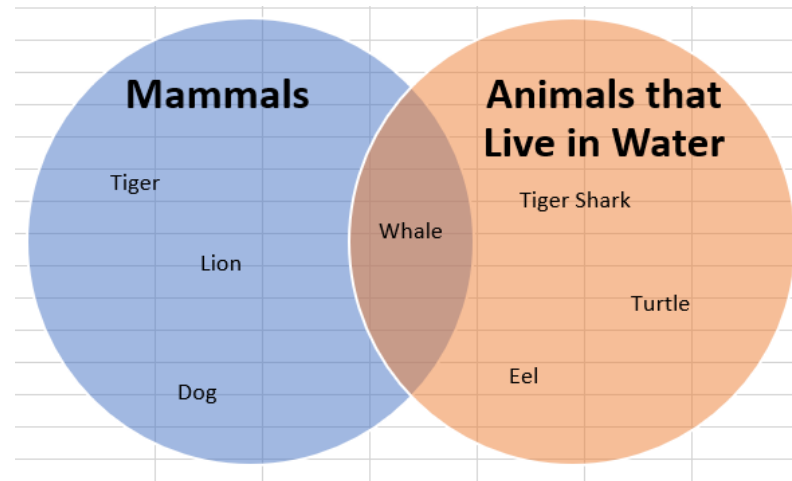 Mammals
Animals that
Live in Water
Tiger
Tiger Shark
Whale
Lion
Turtle
Eel
Dog